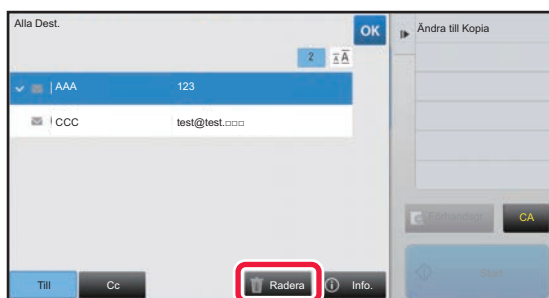 Alla Dest.
OK
Ändra till Kopia
2
AAA 123
CCC test@test.□□□
CA
Till Cc Radera Info.